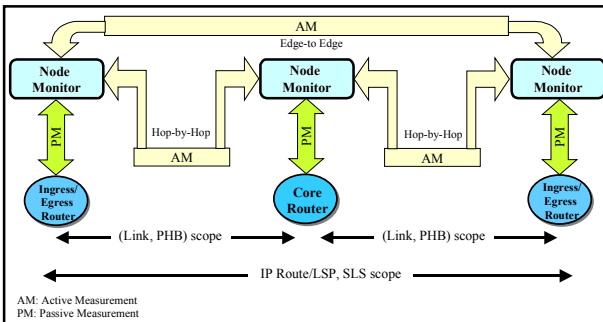 AM
Edge-to Edge
Node
Monitor
Node
Monitor
Node
Monitor
PM
Hop-by-Hop
AM
PM
Hop-by-Hop
AM
PM
Ingress/
Egress
Router
Core
Router
Ingress/
Egress
Router
(Link, PHB) scope
(Link, PHB) scope
IP Route/LSP, SLS scope
AM: Active Measurement
PM: Passive Measurement